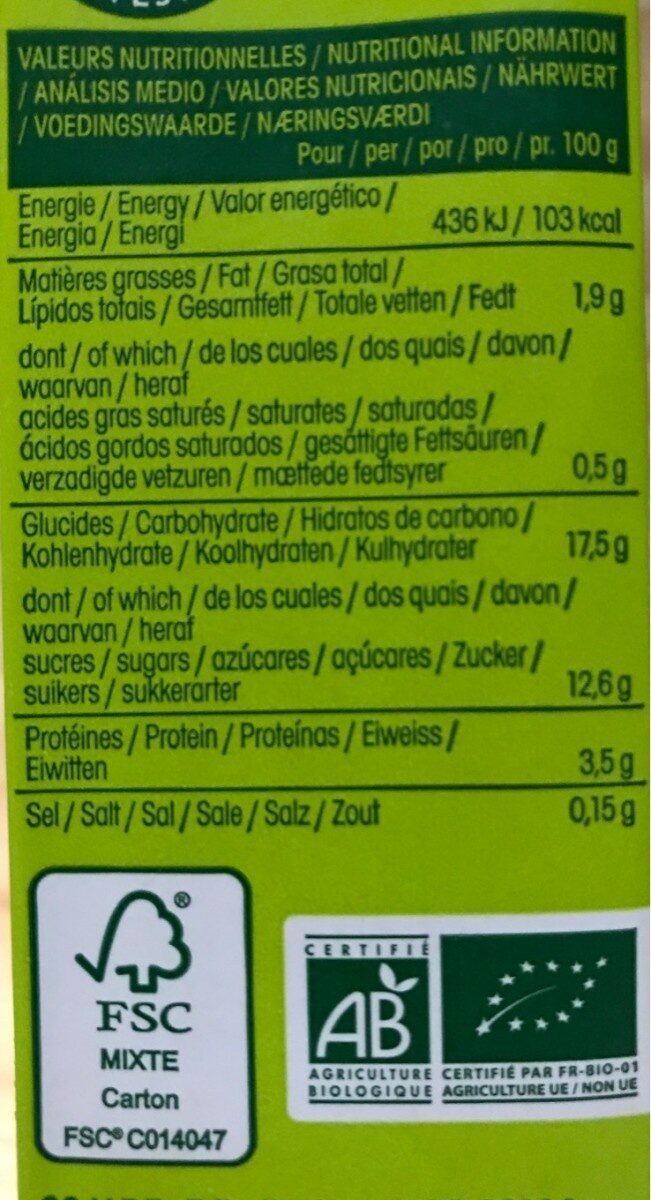 VALEURS NUTRITIONNELLES / NUTRITIONAL INFORMATION
/ ANÁLISIS MEDIO / VALORES NUTRICIONAIS / NÄHRWERT
/ VOEDINGSWAARDE / NÆRINGSVÆRDI
Pour / per / por / pro / pr. 100 g
Energie / Energy / Valor energético /
Energia / Energi
436 kJ / 103 kcal
Matières grasses / Fat / Grasa total /
Lípidos totais / Gesamtfett / Totale vetten / Fedt 1,9 g
dont / of which / de los cuales / dos quais / davon /
waarvan / heraf
acides gras saturés / saturates / saturadas /
ácidos gordos saturados / gesättigte Fettsäuren /
verzadigde vetzuren / mættede fedtsyrer 0,5 g
Glucides / Carbohydrate / Hidratos de carbono /
Kohlenhydrate / Koolhydraten / Kulhydrater 17,5 g
dont / of which / de los cuales / dos quais / davon /
waarvan / heraf
sucres / sugars / azúcares / açúcares / Zucker /
suikers / sukkerarter 12,6 g
Protéines / Protein / Proteínas / Eiweiss /
Eiwitten 3,5 g
Sel / Salt / Sal / Sale / Salz / Zout 0,15 g
®
FSC
MIXTE
Carton
FSC® C014047
CERTIFIÉ
AB
AGRICULTURE
BIOLOGIQUE
CERTIFIÉ PAR FR-BIO-01
AGRICULTURE UE / NON UE